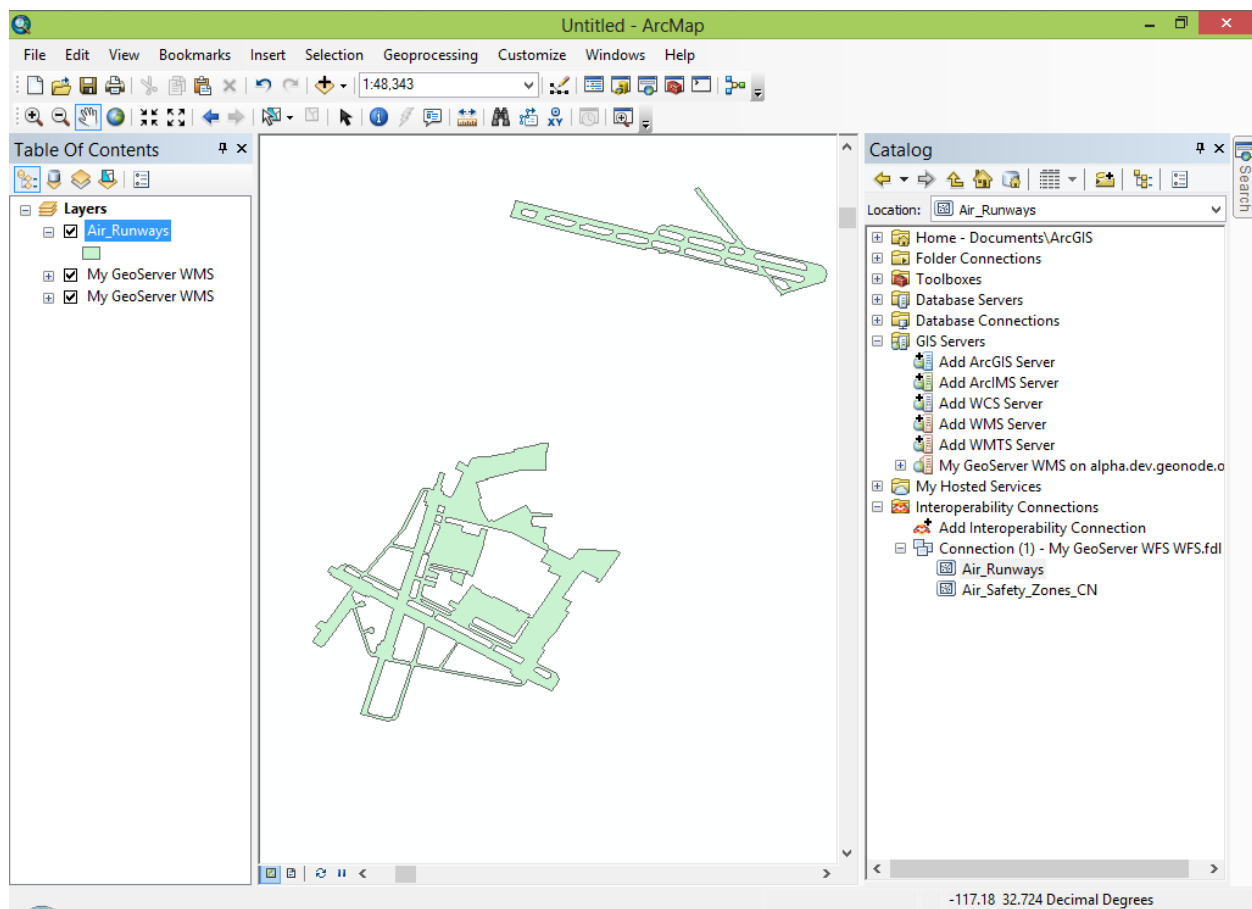 Untitled - ArcMap
File Edit View Bookmarks Insert Selection Geoprocessing Customize Windows Help
1:48,343
Table Of Contents
Layers
Air_Runways
My GeoServer WMS
My GeoServer WMS
Catalog
Location: Air_Runways
Home - Documents\ArcGIS
Folder Connections
Toolboxes
Database Servers
Database Connections
GIS Servers
Add ArcGIS Server
Add ArcIMS Server
Add WCS Server
Add WMS Server
Add WMTS Server
My GeoServer WMS on alpha.dev.geonode.o
My Hosted Services
Interoperability Connections
Add Interoperability Connection
Connection (1) - My GeoServer WFS WFS.fdl
Air_Runways
Air_Safety_Zones_CN
Search
-117.18 32.724 Decimal Degrees